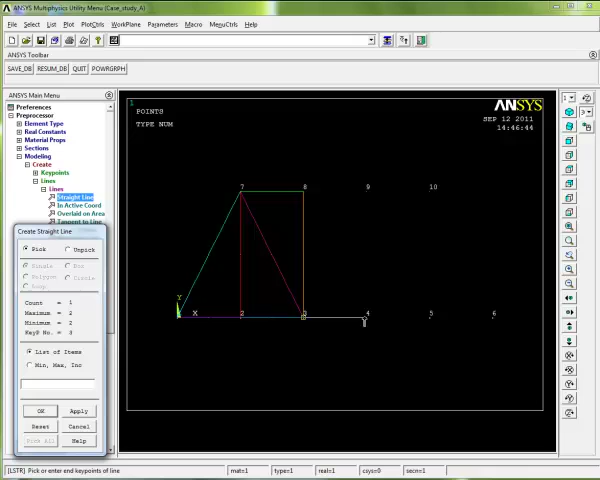 ANSYS Multiphysics Utility Menu (Case_study_A)
File Select List Plot PlotCtrls WorkPlane Parameters Macro MenuCtrls Help
ANSYS Toolbar
SAVE_DB RESUM_DB QUIT POWRGRPH
ANSYS Main Menu
Preferences
Preprocessor
Element Type
Real Constants
Material Props
Sections
Modeling
Create
Keypoints
Lines
Lines
Straight Line
In Active Coord
Overlaid on Area
Tangent to Line
Create Straight Line
Pick Unpick
Single Box
Polygon Circle
Loop
Count = 1
Maximum = 2
Minimum = 2
KeyP No. = 3
List of Items
Min, Max, Inc
OK Apply
Reset Cancel
Pick All Help
1
POINTS
TYPE NUM
ANSYS
SEP 12 2011
14:46:44
7 8 9 10
Y
X 2 3 4 5 6
1
3
[LSTR] Pick or enter end keypoints of line
mat=1 type=1 real=1 csys=0 secn=1